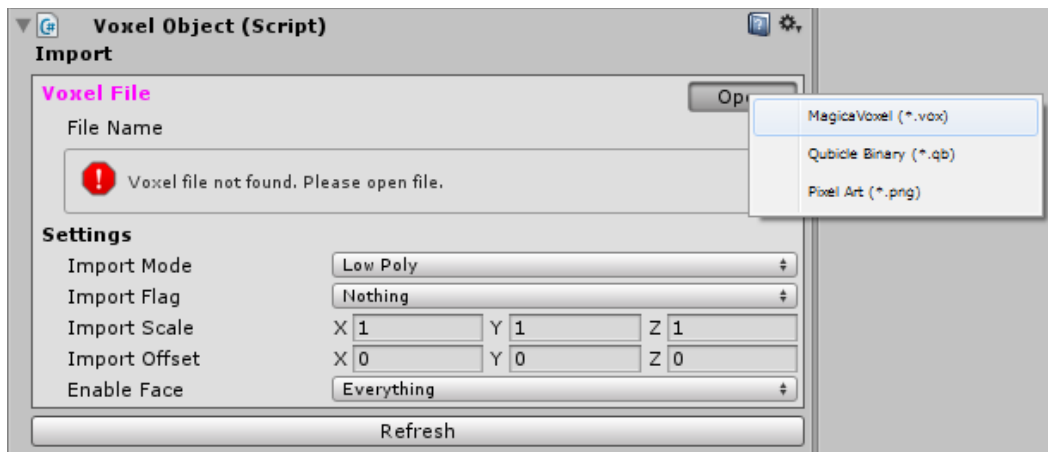 Voxel Object (Script)
Import
Voxel File
Op
MagicaVoxel (*.vox)
File Name
Qubicle Binary (*.qb)
Voxel file not found. Please open file.
Pixel Art (*.png)
Settings
Import Mode Low Poly
Import Flag Nothing
Import Scale X 1 Y 1 Z 1
Import Offset X 0 Y 0 Z 0
Enable Face Everything
Refresh